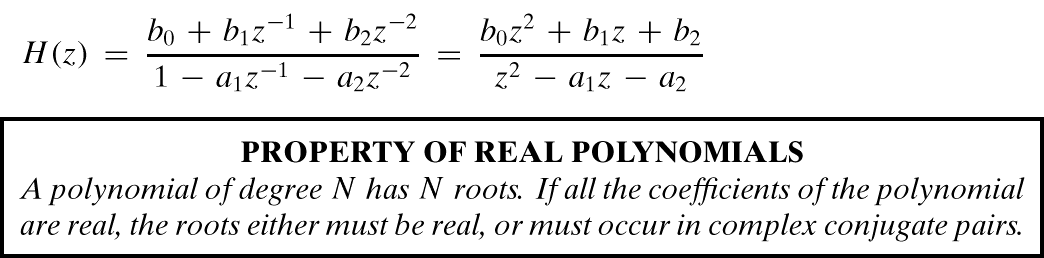 H(z) = \frac{b_0 + b_1z^{-1} + b_2z^{-2}}{1 - a_1z^{-1} - a_2z^{-2}} = \frac{b_0z^2 + b_1z + b_2}{z^2 - a_1z - a_2}
PROPERTY OF REAL POLYNOMIALS
A polynomial of degree N has N roots. If all the coefficients of the polynomial
are real, the roots either must be real, or must occur in complex conjugate pairs.